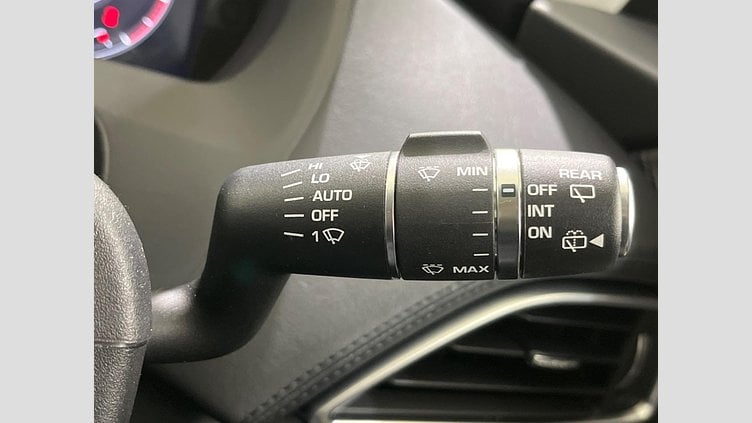 HI
LO
AUTO
OFF
1
MIN
MAX
REAR
OFF
INT
ON